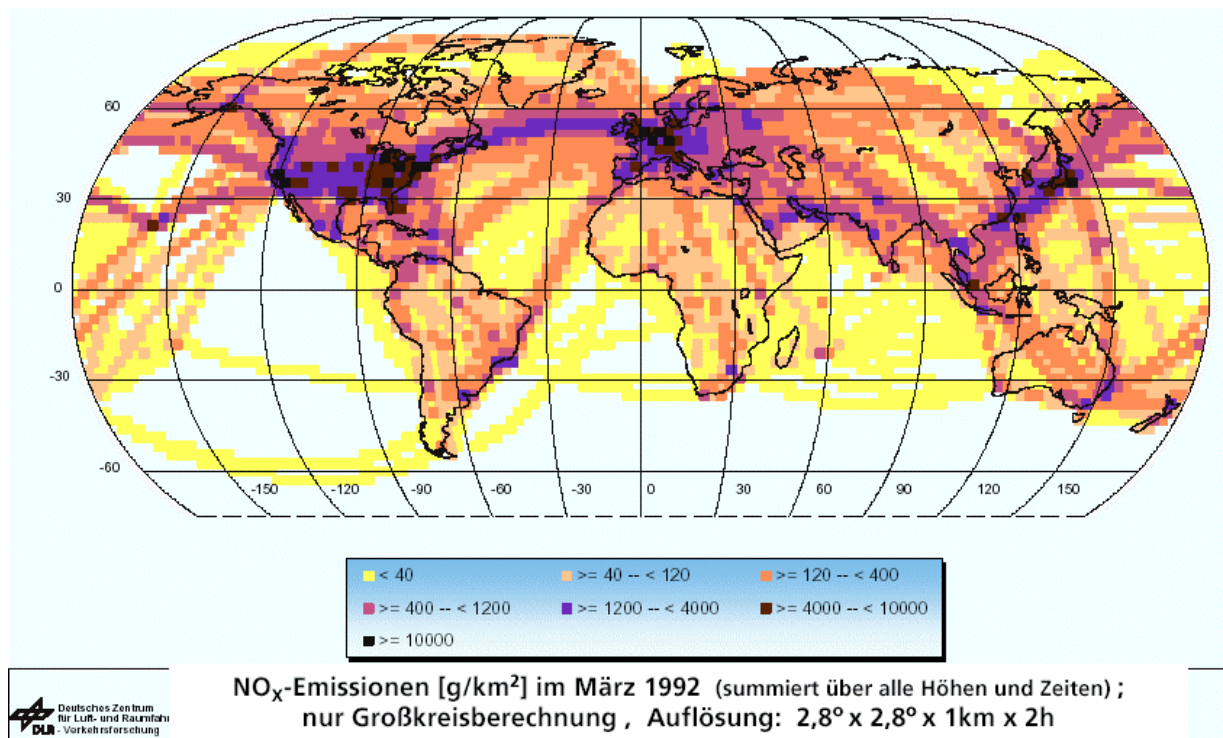 60
30
0
-30
-60
-150 -120 -90 -60 -30 0 30 60 90 120 150
< 40 >= 40 -- < 120 >= 120 -- < 400
>= 400 -- < 1200 >= 1200 -- < 4000 >= 4000 -- < 10000
>= 10000
Deutsches Zentrum
für Luft- und Raumfah
DLR - Verkehrsforschung
NOx-Emissionen [g/km²] im März 1992 (summiert über alle Höhen und Zeiten) ;
nur Großkreisberechnung , Auflösung: 2,8° x 2,8° x 1km x 2h